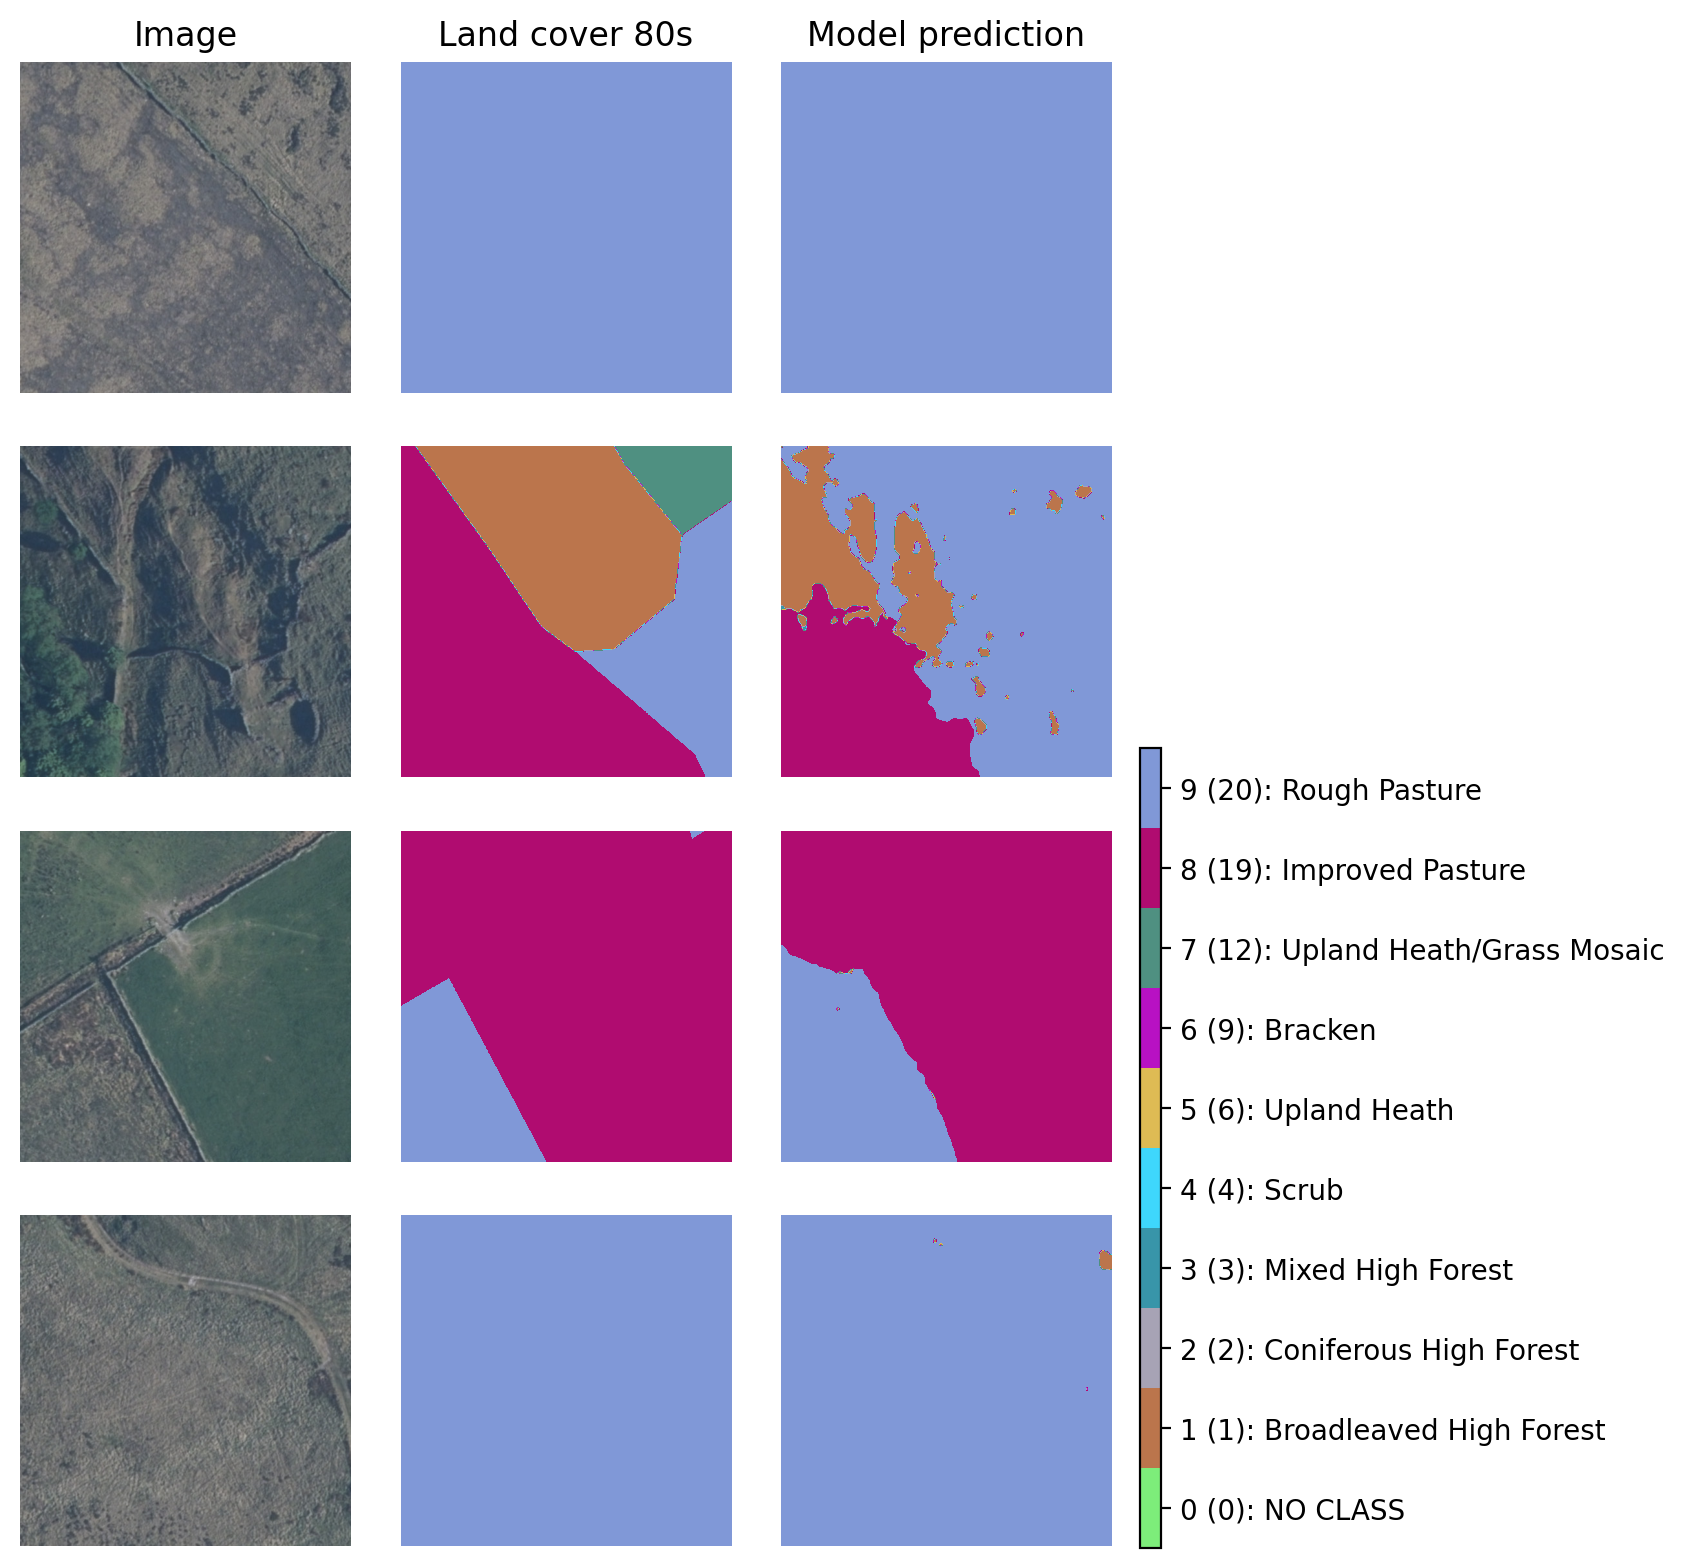 Image
Land cover 80s
Model prediction
9 (20): Rough Pasture
8 (19): Improved Pasture
7 (12): Upland Heath/Grass Mosaic
6 (9): Bracken
5 (6): Upland Heath
4 (4): Scrub
3 (3): Mixed High Forest
2 (2): Coniferous High Forest
1 (1): Broadleaved High Forest
0 (0): NO CLASS